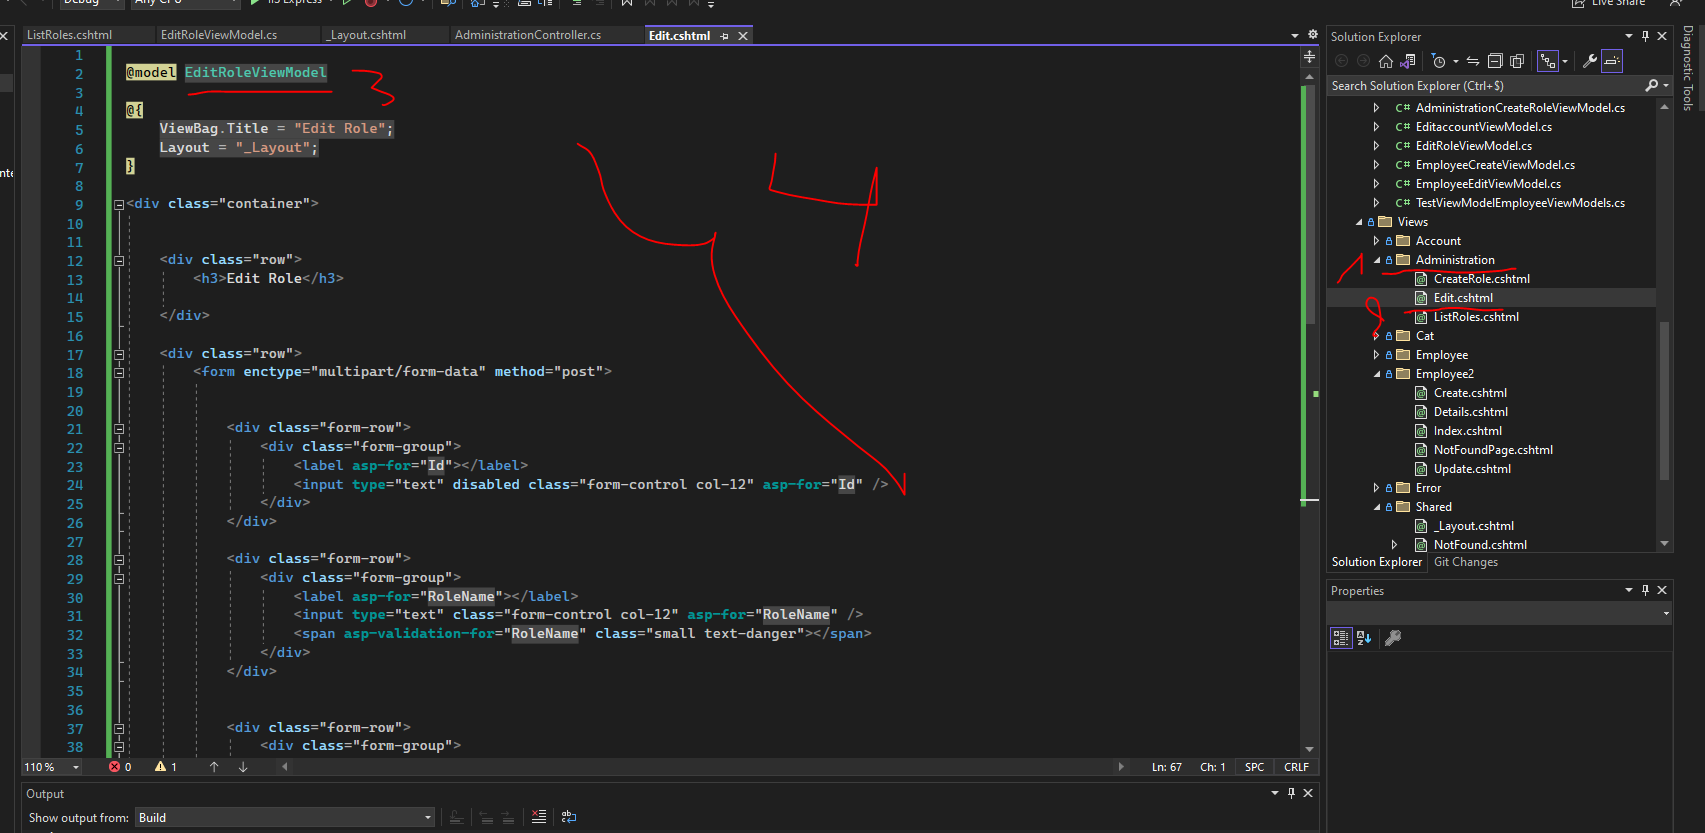 Debug
Any CPU
IIS Express
Live Share
ListRoles.cshtml EditRoleViewModel.cs _Layout.cshtml AdministrationController.cs Edit.cshtml
1
2 @model EditRoleViewModel
3
3
4 @{
5 ViewBag.Title = "Edit Role";
6 Layout = "_Layout";
7 }
8
9 <div class="container">
10
11
12 <div class="row">
13 <h3>Edit Role</h3>
14
15 </div>
16
17 <div class="row">
18 <form enctype="multipart/form-data" method="post">
19
20
21 <div class="form-row">
22 <div class="form-group">
23 <label asp-for="Id"></label>
24 <input type="text" disabled class="form-control col-12" asp-for="Id" />
25 </div>
26 </div>
27
28 <div class="form-row">
29 <div class="form-group">
30 <label asp-for="RoleName"></label>
31 <input type="text" class="form-control col-12" asp-for="RoleName" />
32 <span asp-validation-for="RoleName" class="small text-danger"></span>
33 </div>
34 </div>
35
36
37 <div class="form-row">
38 <div class="form-group">
4
110 % 0 1 Ln: 67 Ch: 1 SPC CRLF
Output
Show output from: Build
Solution Explorer
Search Solution Explorer (Ctrl+$)
C# AdministrationCreateRoleViewModel.cs
C# EditaccountViewModel.cs
C# EditRoleViewModel.cs
C# EmployeeCreateViewModel.cs
C# EmployeeEditViewModel.cs
C# TestViewModelEmployeeViewModels.cs
Views
Account
1 Administration
CreateRole.cshtml
Edit.cshtml
ListRoles.cshtml
Cat
Employee
Employee2
Create.cshtml
Details.cshtml
Index.cshtml
NotFoundPage.cshtml
Update.cshtml
Error
Shared
_Layout.cshtml
NotFound.cshtml
Solution Explorer Git Changes
Properties
Diagnostic Tools